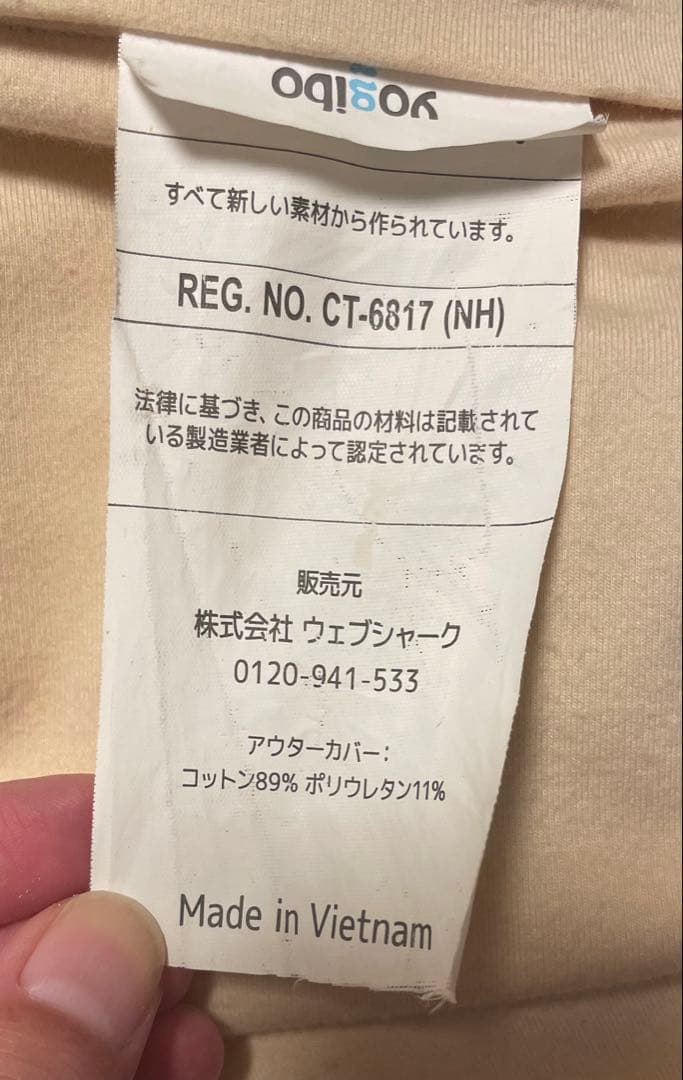 yogibo
すべて新しい素材から作られています。
REG. NO. CT-6817 (NH)
法律に基づき、この商品の材料は記載されて
いる製造業者によって認定されています。
販売元
株式会社 ウェブシャーク
0120-941-533
アウターカバー:
コットン89% ポリウレタン11%
Made in Vietnam